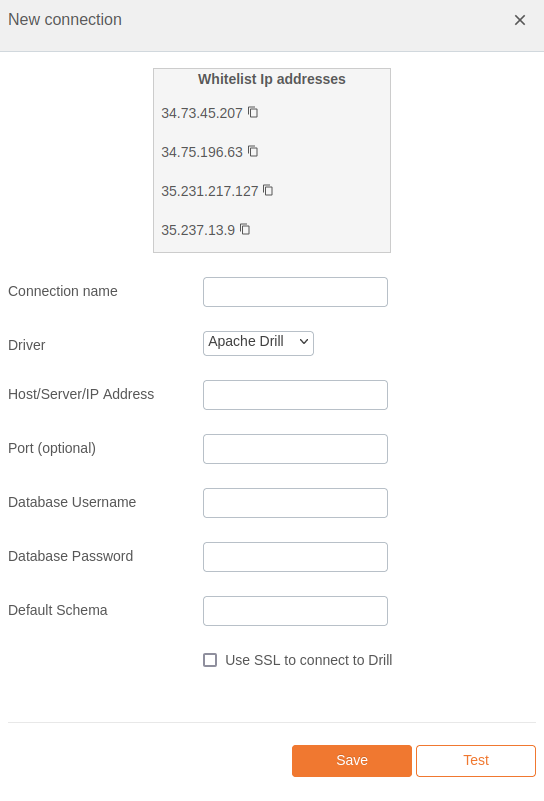 New connection
Whitelist Ip addresses
34.73.45.207
34.75.196.63
35.231.217.127
35.237.13.9
Connection name
Driver
Apache Drill
Host/Server/IP Address
Port (optional)
Database Username
Database Password
Default Schema
Use SSL to connect to Drill
Save
Test